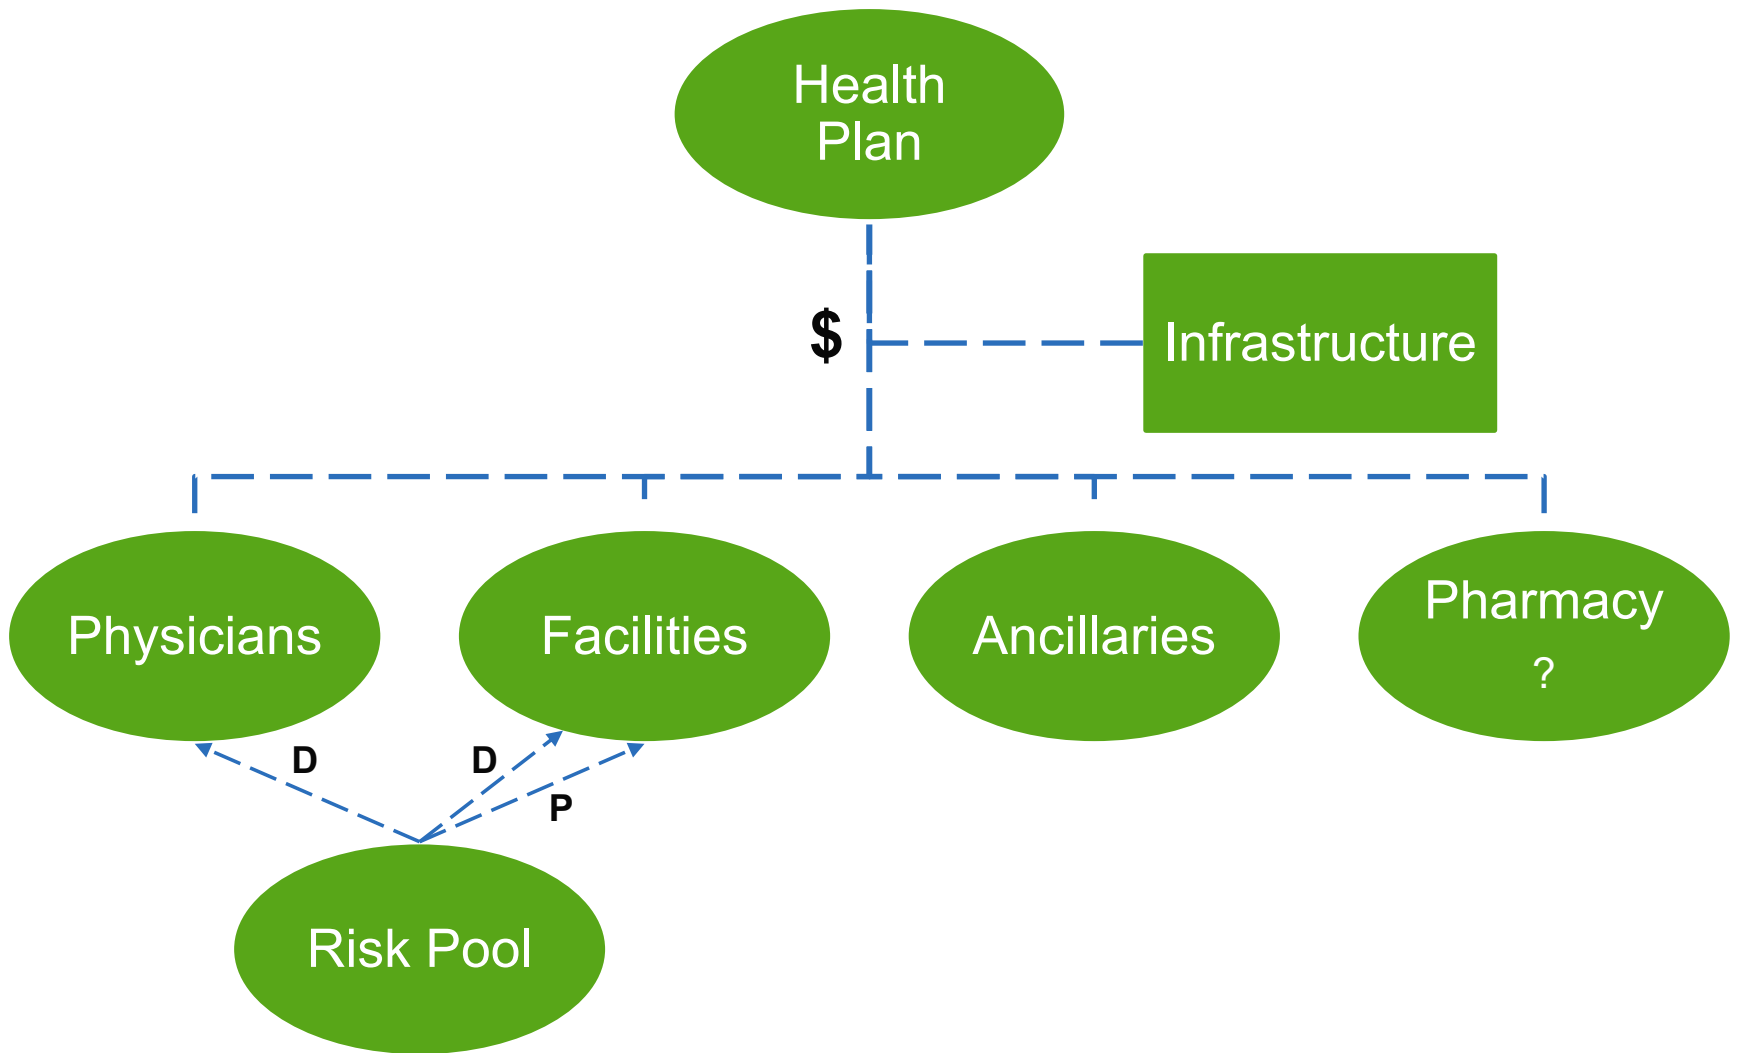 Health
Plan
$
Infrastructure
Physicians
Facilities
Ancillaries
Pharmacy
?
D
D
P
Risk Pool